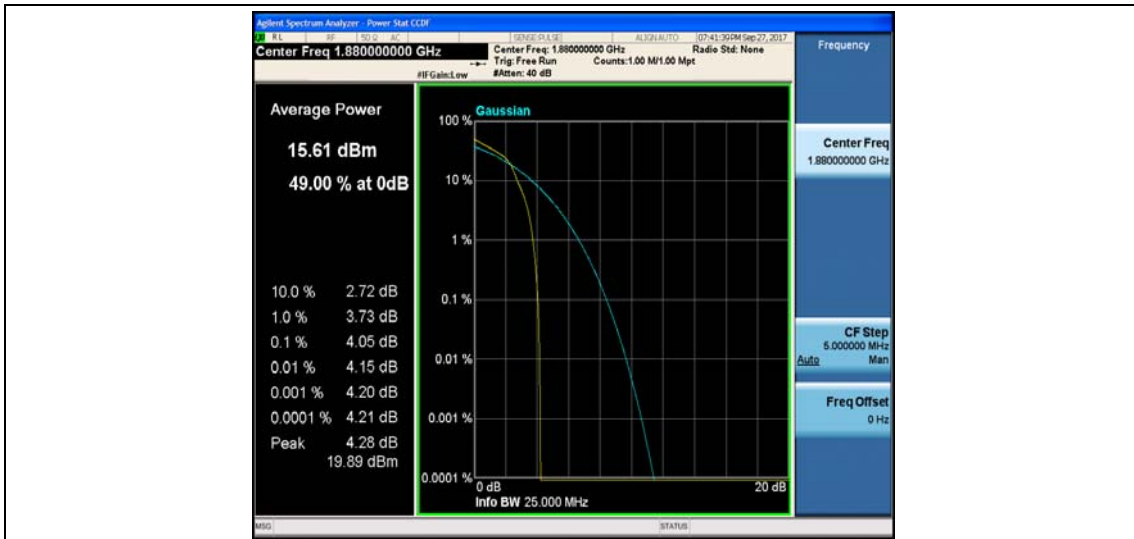 Agilent Spectrum Analyzer - Power Stat CCDF
RL RF 50 Ω AC SENSE:PULSE ALIGNAUTO 07:41:39PM Sep 27, 2017
Center Freq 1.880000000 GHz
Center Freq: 1.880000000 GHz Radio Std: None
Trig: Free Run Counts:1.00 M/1.00 Mpt
#IFGain:Low #Atten: 40 dB
Frequency
Average Power
15.61 dBm
49.00 % at 0dB
10.0 % 2.72 dB
1.0 % 3.73 dB
0.1 % 4.05 dB
0.01 % 4.15 dB
0.001 % 4.20 dB
0.0001 % 4.21 dB
Peak 4.28 dB
19.89 dBm
Gaussian
100 %
10 %
1 %
0.1 %
0.01 %
0.001 %
0.0001 %
0 dB 20 dB
Info BW 25.000 MHz
Center Freq
1.880000000 GHz
CF Step
5.000000 MHz
Auto Man
Freq Offset
0 Hz
MSG STATUS